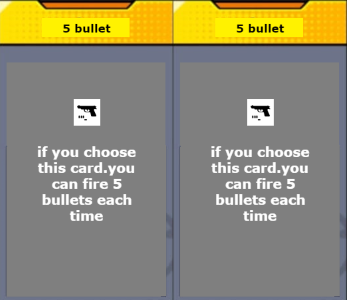 5 bullet
if you choose
this card.you
can fire 5
bullets each
time
5 bullet
if you choose
this card.you
can fire 5
bullets each
time